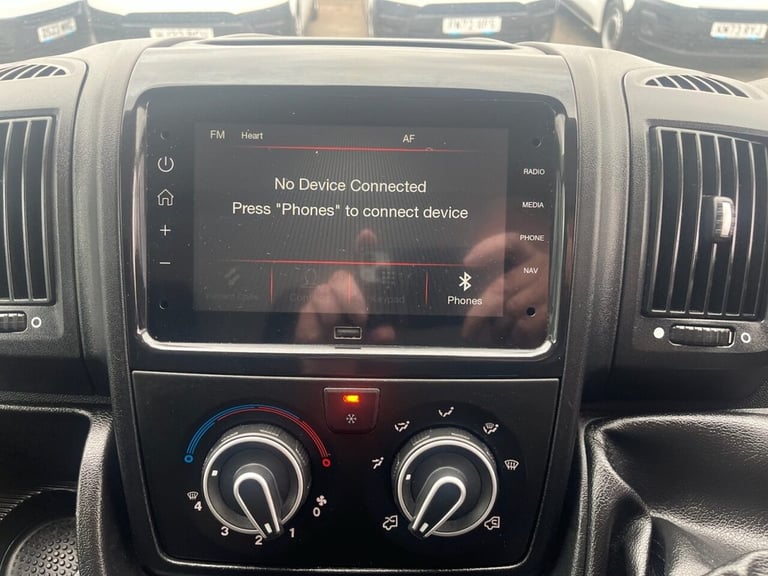 FM Heart AF
No Device Connected
Press "Phones" to connect device
Keypad
Phones
RADIO
MEDIA
PHONE
NAV
4 3 2 1 0